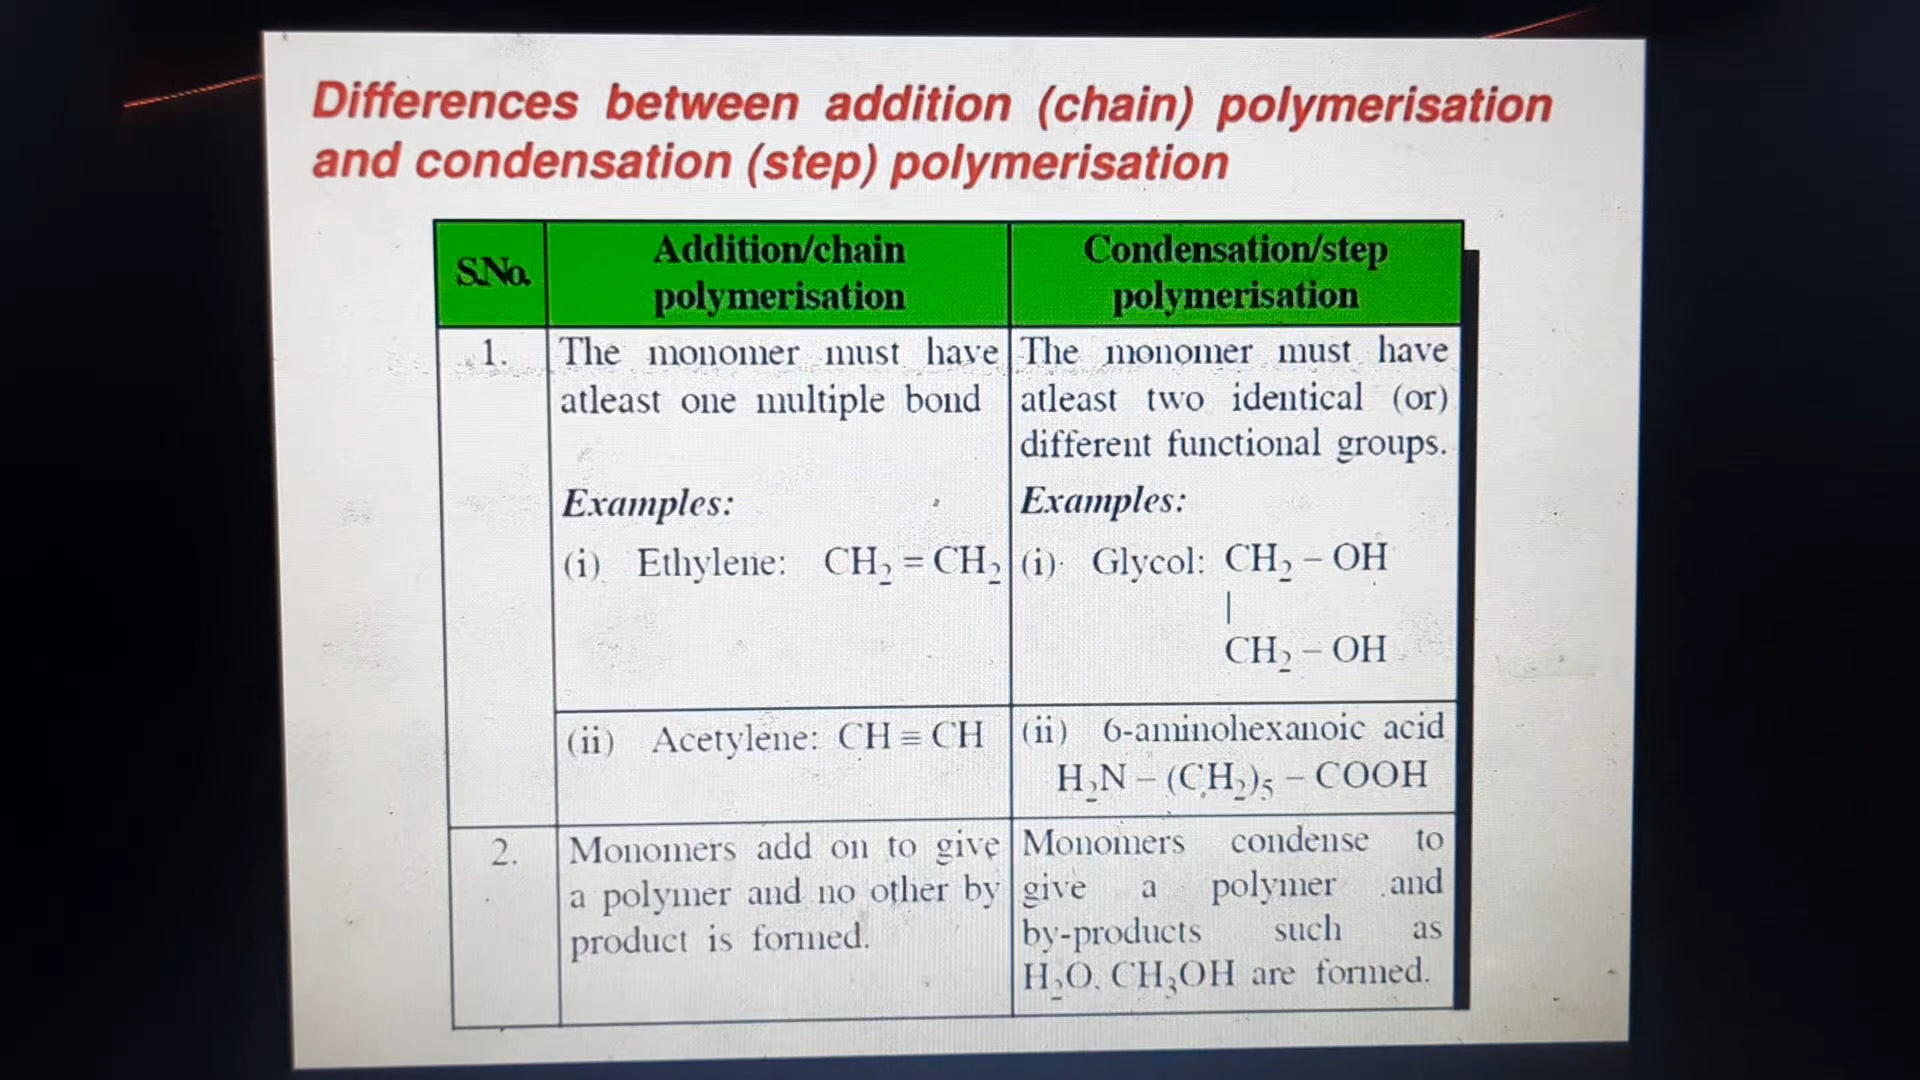 Differences between addition (chain) polymerisation
and condensation (step) polymerisation
S.No.
Addition/chain
polymerisation
Condensation/step
polymerisation
1.
The monomer must have
atleast one multiple bond
Examples:
(i) Ethylene: CH₂ = CH₂
(ii) Acetylene: CH ≡ CH
The monomer must have
atleast two identical (or)
different functional groups.
Examples:
(i) Glycol: CH₂ – OH
|
CH₂ – OH
(ii) 6-aminohexanoic acid
H₂N – (CH₂)₅ – COOH
2.
Monomers add on to give
a polymer and no other by
product is formed.
Monomers condense to
give a polymer and
by-products such as
H₂O, CH₃OH are formed.